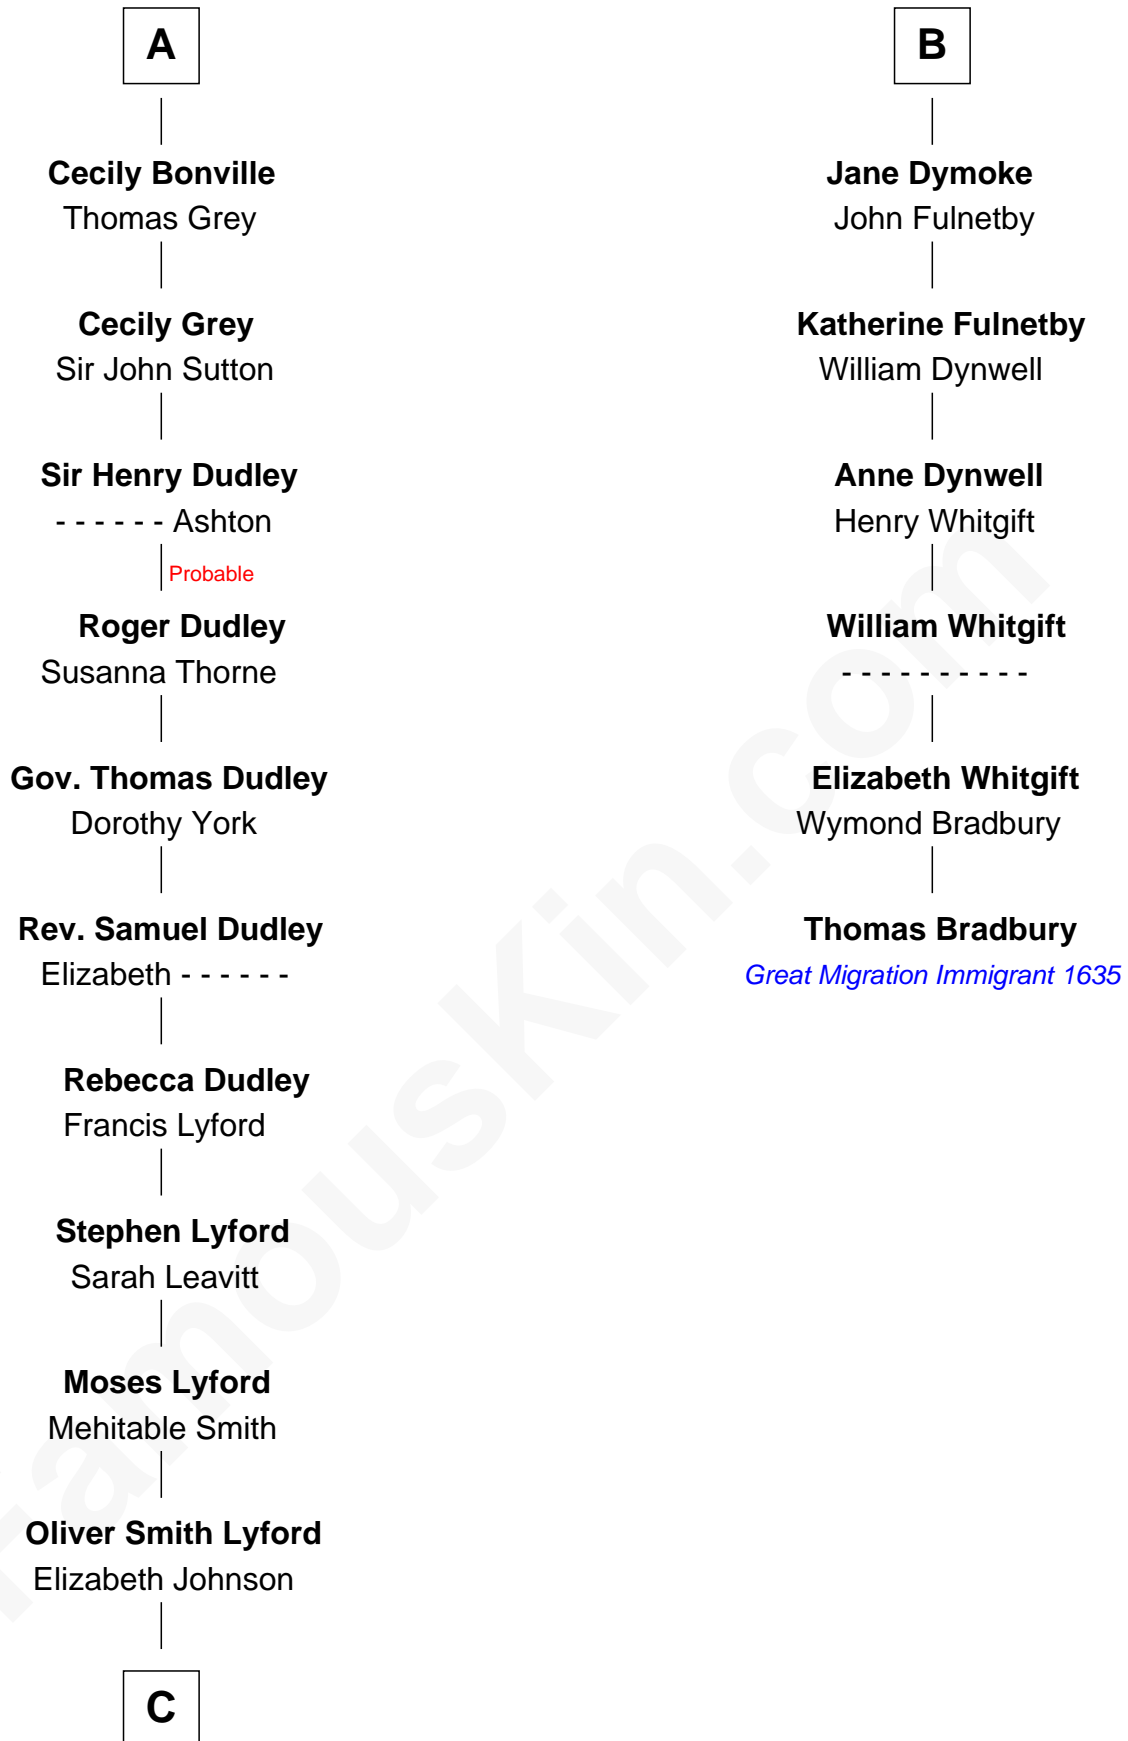 A
Cecily Bonville
Thomas Grey
Cecily Grey
Sir John Sutton
Sir Henry Dudley
- - - - - - Ashton
Probable
Roger Dudley
Susanna Thorne
Gov. Thomas Dudley
Dorothy York
Rev. Samuel Dudley
Elizabeth - - - - - -
Rebecca Dudley
Francis Lyford
Stephen Lyford
Sarah Leavitt
Moses Lyford
Mehitable Smith
Oliver Smith Lyford
Elizabeth Johnson
C
B
Jane Dymoke
John Fulnetby
Katherine Fulnetby
William Dynwell
Anne Dynwell
Henry Whitgift
William Whitgift
- - - - - - - - - -
Elizabeth Whitgift
Wymond Bradbury
Thomas Bradbury
Great Migration Immigrant 1635
FamousKin.com